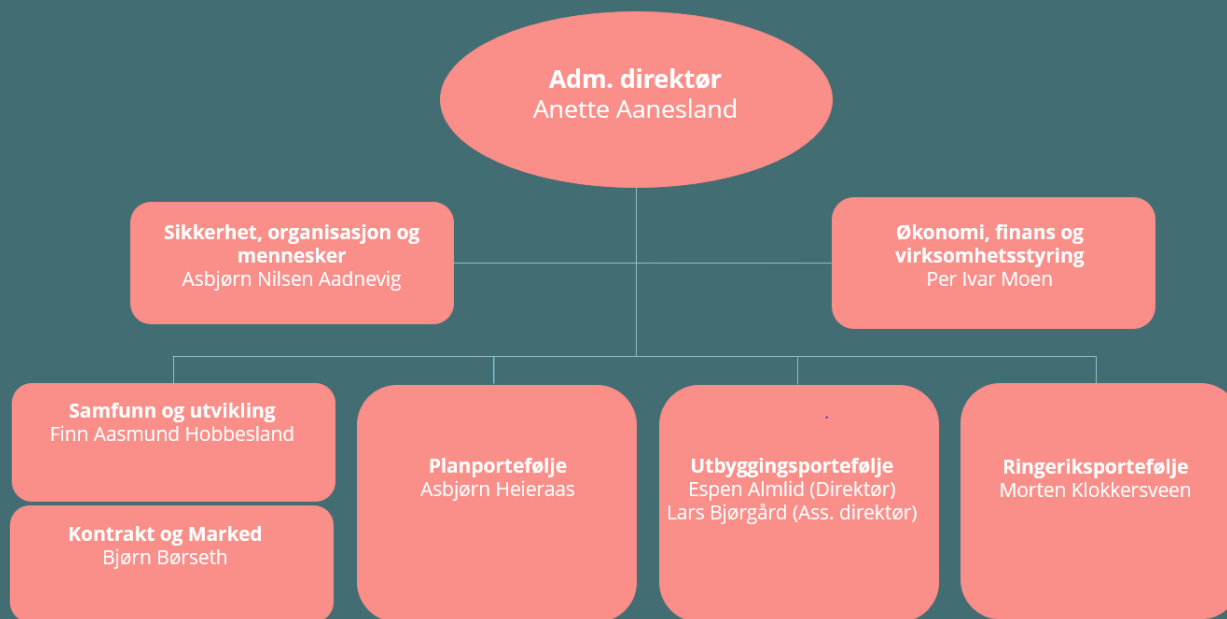 Adm. direktør
Anette Aanesland
Sikkerhet, organisasjon og
mennesker
Asbjørn Nilsen Aadnevig
Økonomi, finans og
virksomhetsstyring
Per Ivar Moen
Samfunn og utvikling
Finn Aasmund Hobbesland
Kontrakt og Marked
Bjørn Børseth
Planportefølje
Asbjørn Heieraas
Utbyggingsportefølje
Espen Almlid (Direktør)
Lars Bjørgård (Ass. direktør)
Ringeriksportefølje
Morten Klokkersveen